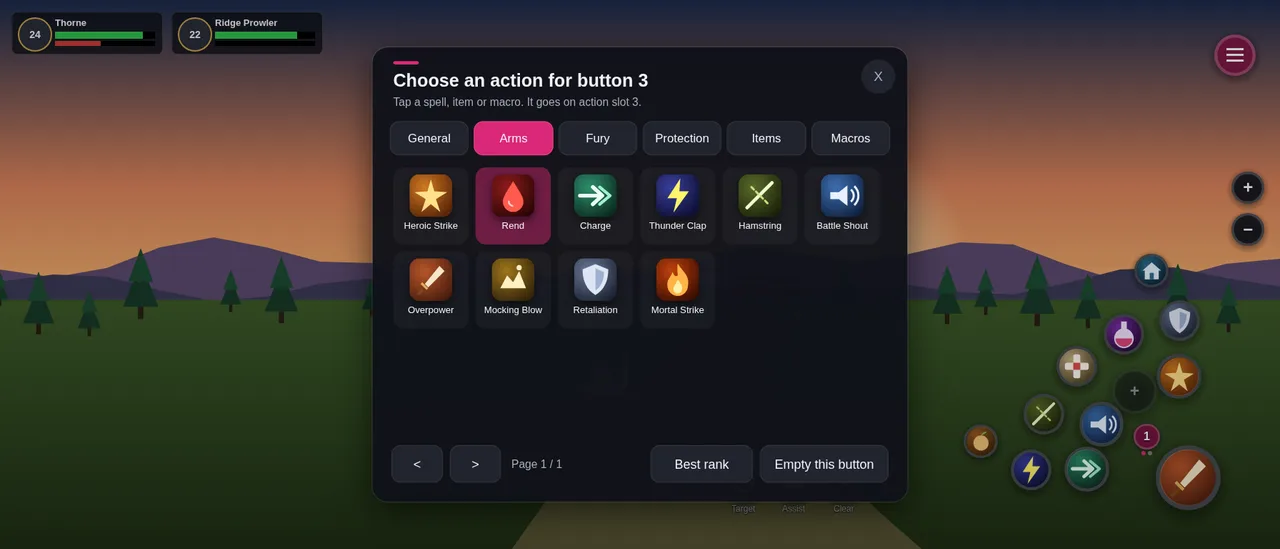 24
Thorne
22
Ridge Prowler
Choose an action for button 3
X
Tap a spell, item or macro. It goes on action slot 3.
General
Arms
Fury
Protection
Items
Macros
Heroic Strike
Rend
Charge
Thunder Clap
Hamstring
Battle Shout
Overpower
Mocking Blow
Retaliation
Mortal Strike
<
>
Page 1 / 1
Best rank
Empty this button
Target
Assist
Clear
+
−
+
1